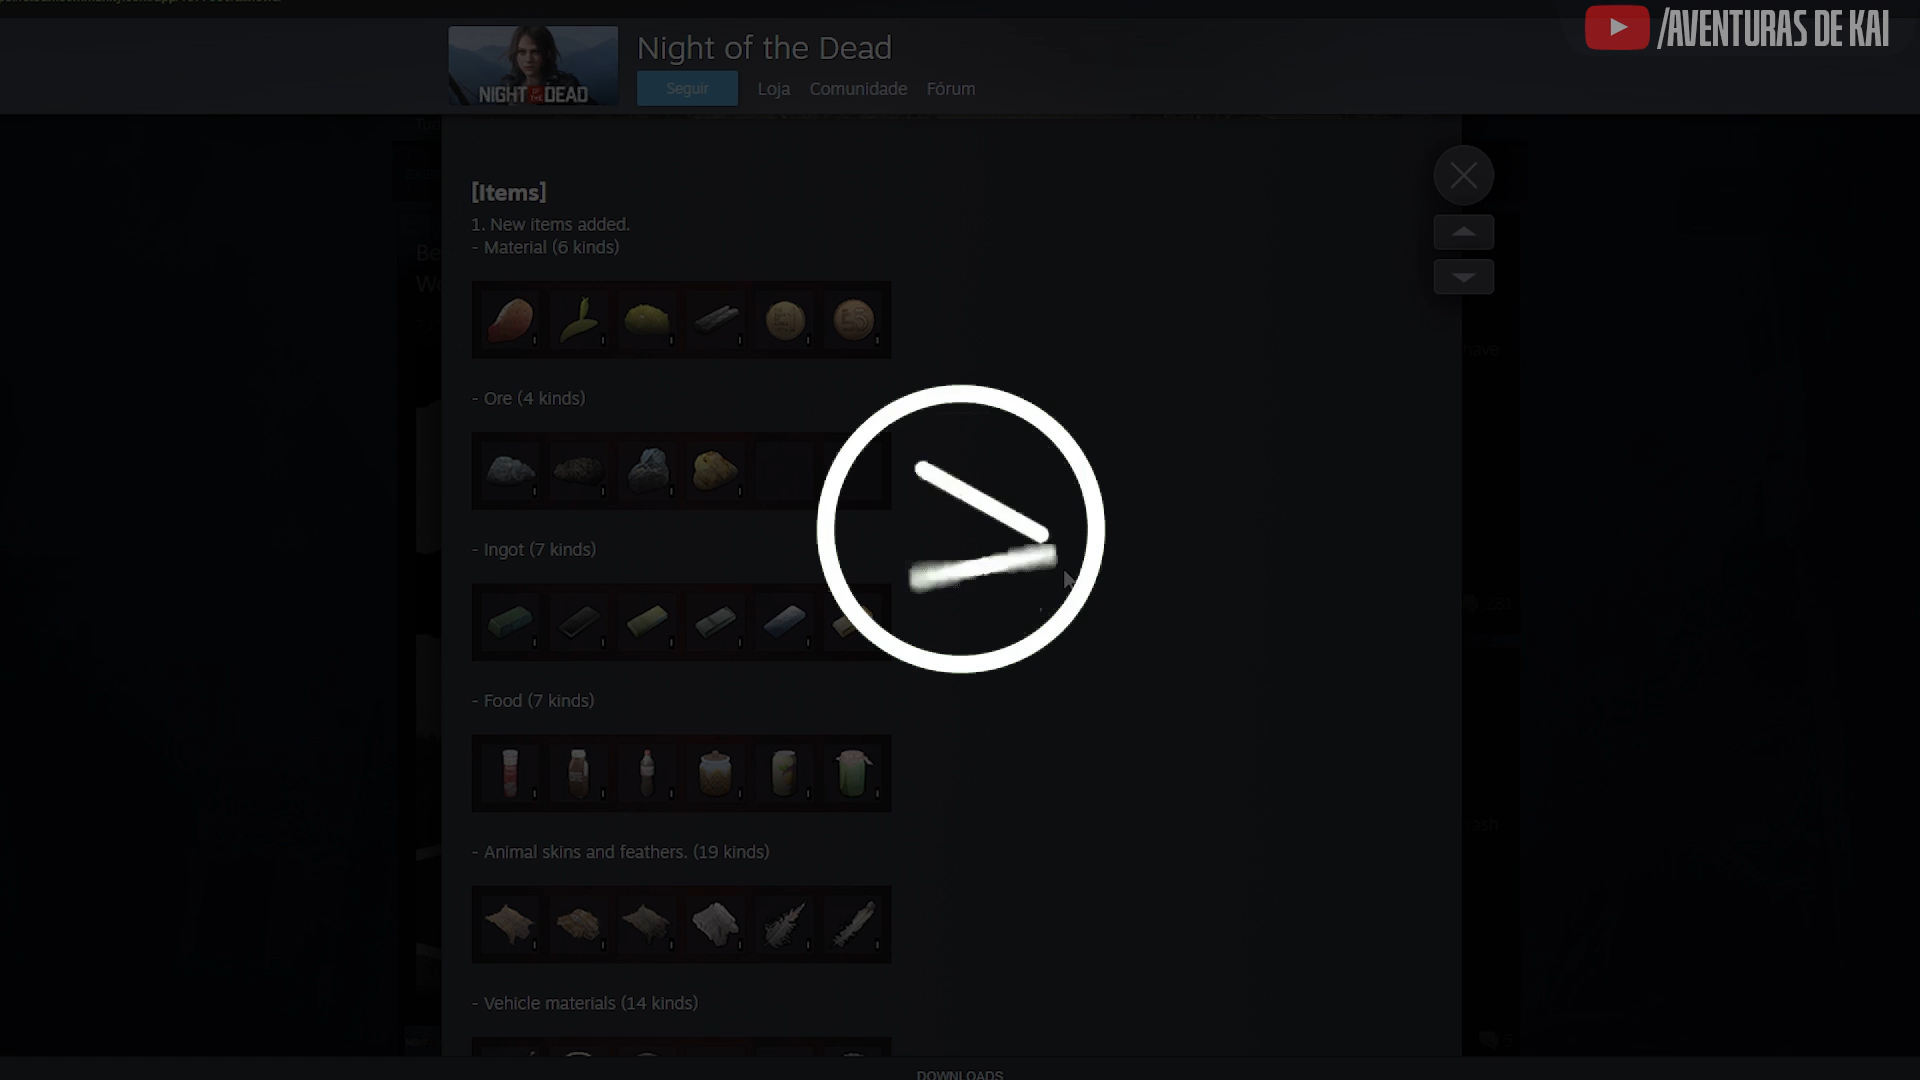 /AVENTURAS DE KAI
Night of the Dead
NIGHT OF THE DEAD
Seguir
Loja
Comunidade
Fórum
[Items]
1. New items added.
- Material (6 kinds)
- Ore (4 kinds)
- Ingot (7 kinds)
- Food (7 kinds)
- Animal skins and feathers. (19 kinds)
- Vehicle materials (14 kinds)
DOWNLOADS